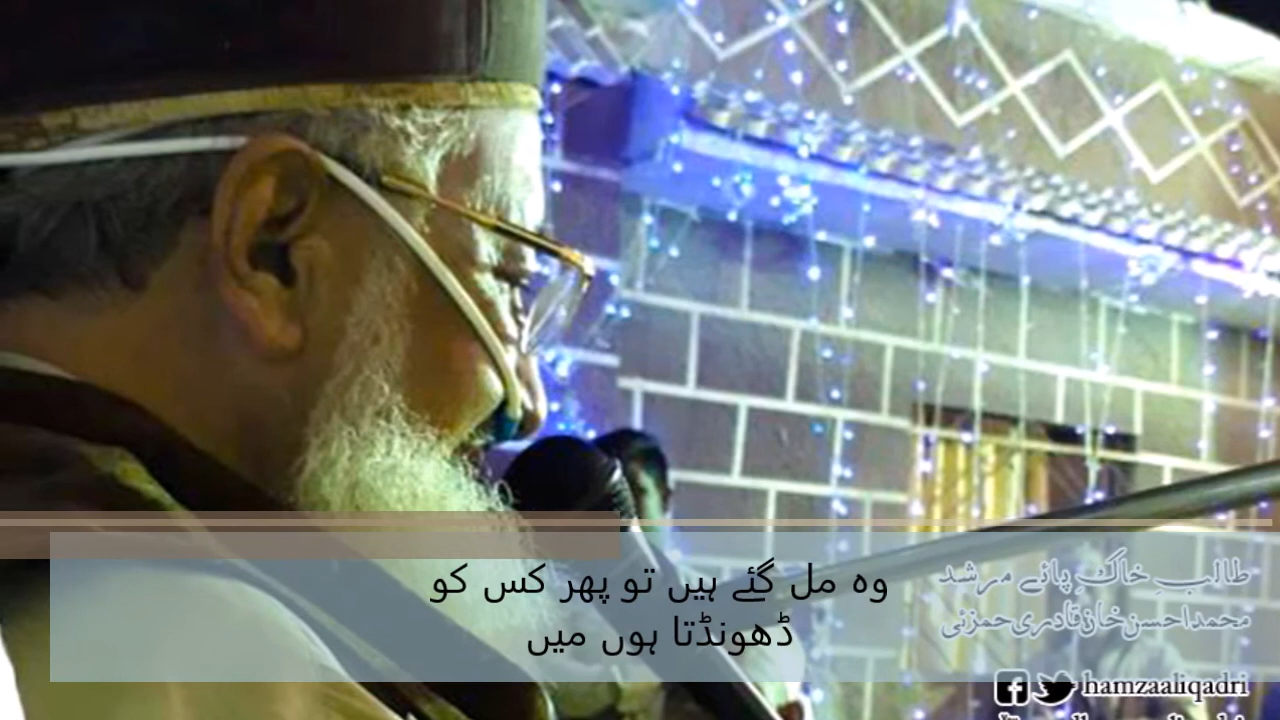 وہ مل گئے ہیں تو پھر کس کو
ڈھونڈتا ہوں میں
طالبِ خاکِ پائے مرشد
محمد احسن خان قادری حمزئی
hamzaaliqadri